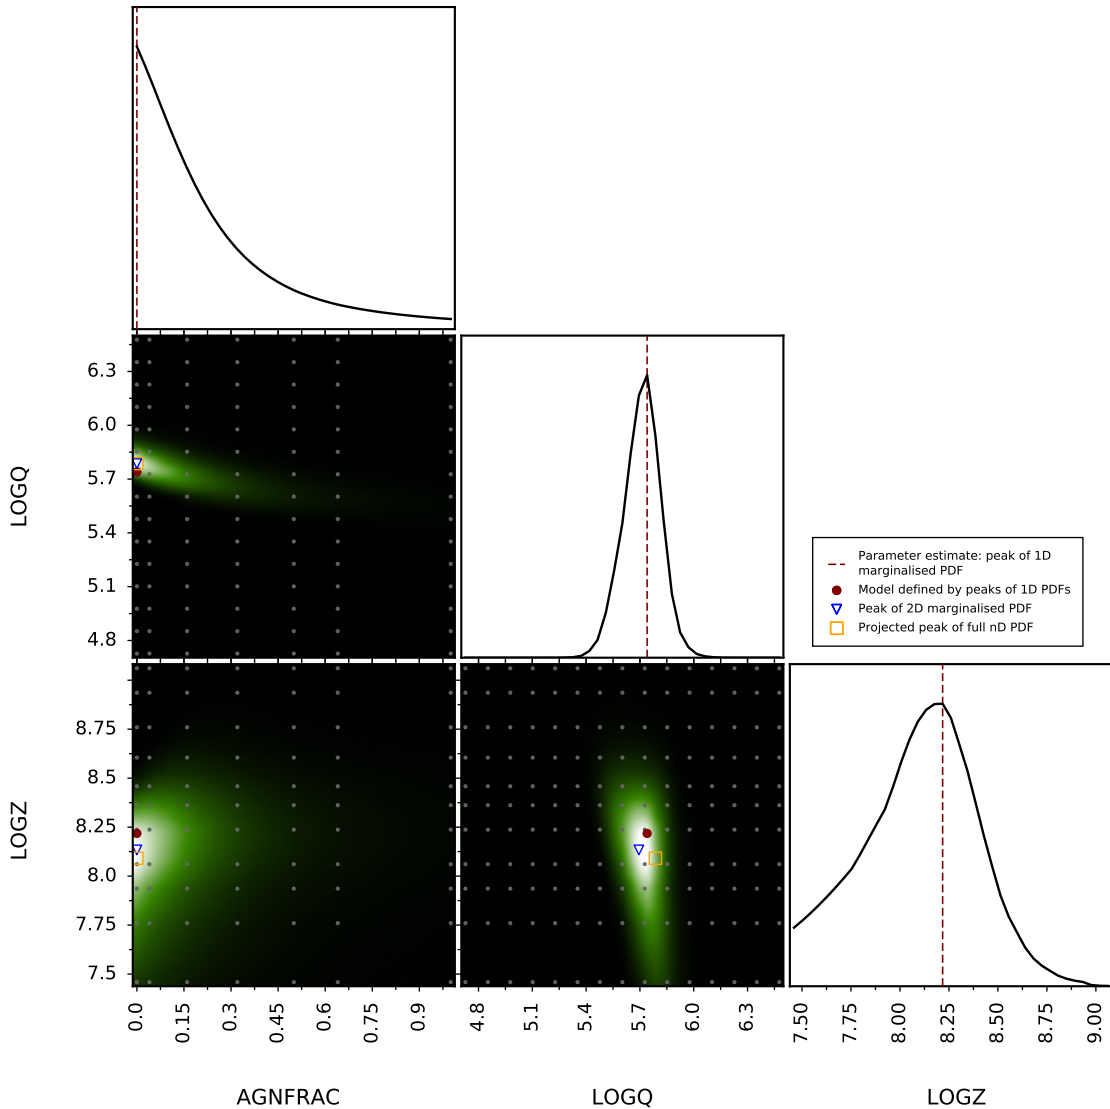 6.3
6.0
5.7
5.4
5.1
4.8
LOGQ
Parameter estimate: peak of 1D
marginalised PDF
Model defined by peaks of 1D PDFs
Peak of 2D marginalised PDF
Projected peak of full nD PDF
8.75
8.5
8.25
8.0
7.75
7.5
LOGZ
0.0 0.15 0.3 0.45 0.6 0.75 0.9
4.8 5.1 5.4 5.7 6.0 6.3
7.50 7.75 8.00 8.25 8.50 8.75 9.00
AGNFRAC LOGQ LOGZ